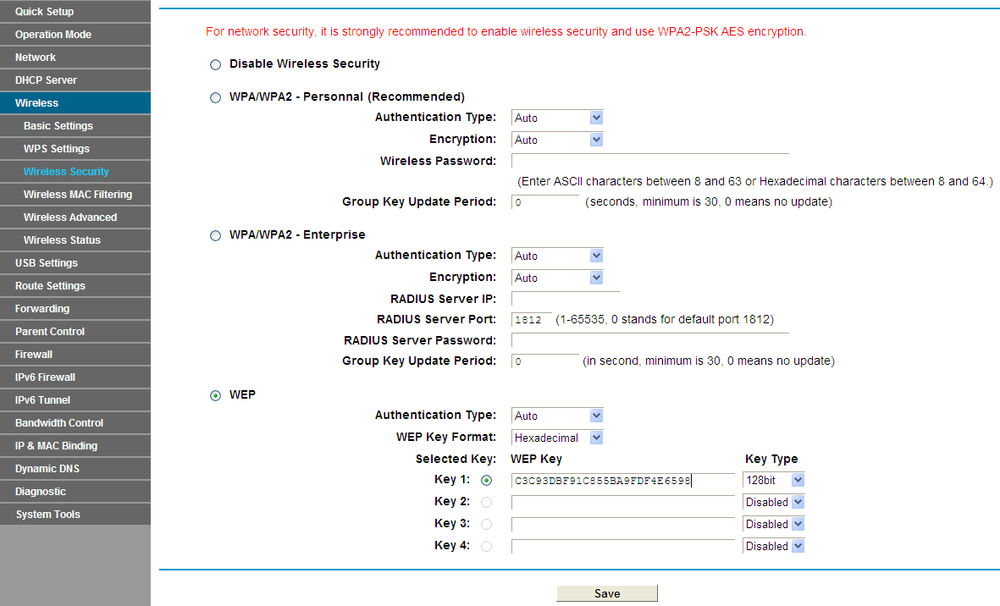 Quick Setup
Operation Mode
Network
DHCP Server
Wireless
Basic Settings
WPS Settings
Wireless Security
Wireless MAC Filtering
Wireless Advanced
Wireless Status
USB Settings
Route Settings
Forwarding
Parent Control
Firewall
IPv6 Firewall
IPv6 Tunnel
Bandwidth Control
IP & MAC Binding
Dynamic DNS
Diagnostic
System Tools
For network security, it is strongly recommended to enable wireless security and use WPA2-PSK AES encryption.
Disable Wireless Security
WPA/WPA2 - Personnal (Recommended)
Authentication Type: Auto
Encryption: Auto
Wireless Password:
(Enter ASCII characters between 8 and 63 or Hexadecimal characters between 8 and 64.)
Group Key Update Period: 0 (seconds, minimum is 30, 0 means no update)
WPA/WPA2 - Enterprise
Authentication Type: Auto
Encryption: Auto
RADIUS Server IP:
RADIUS Server Port: 1812 (1-65535, 0 stands for default port 1812)
RADIUS Server Password:
Group Key Update Period: 0 (in second, minimum is 30, 0 means no update)
WEP
Authentication Type: Auto
WEP Key Format: Hexadecimal
Selected Key: WEP Key Key Type
Key 1: C3C93DBF91C855BA9FDF4E6598 128bit
Key 2: Disabled
Key 3: Disabled
Key 4: Disabled
Save